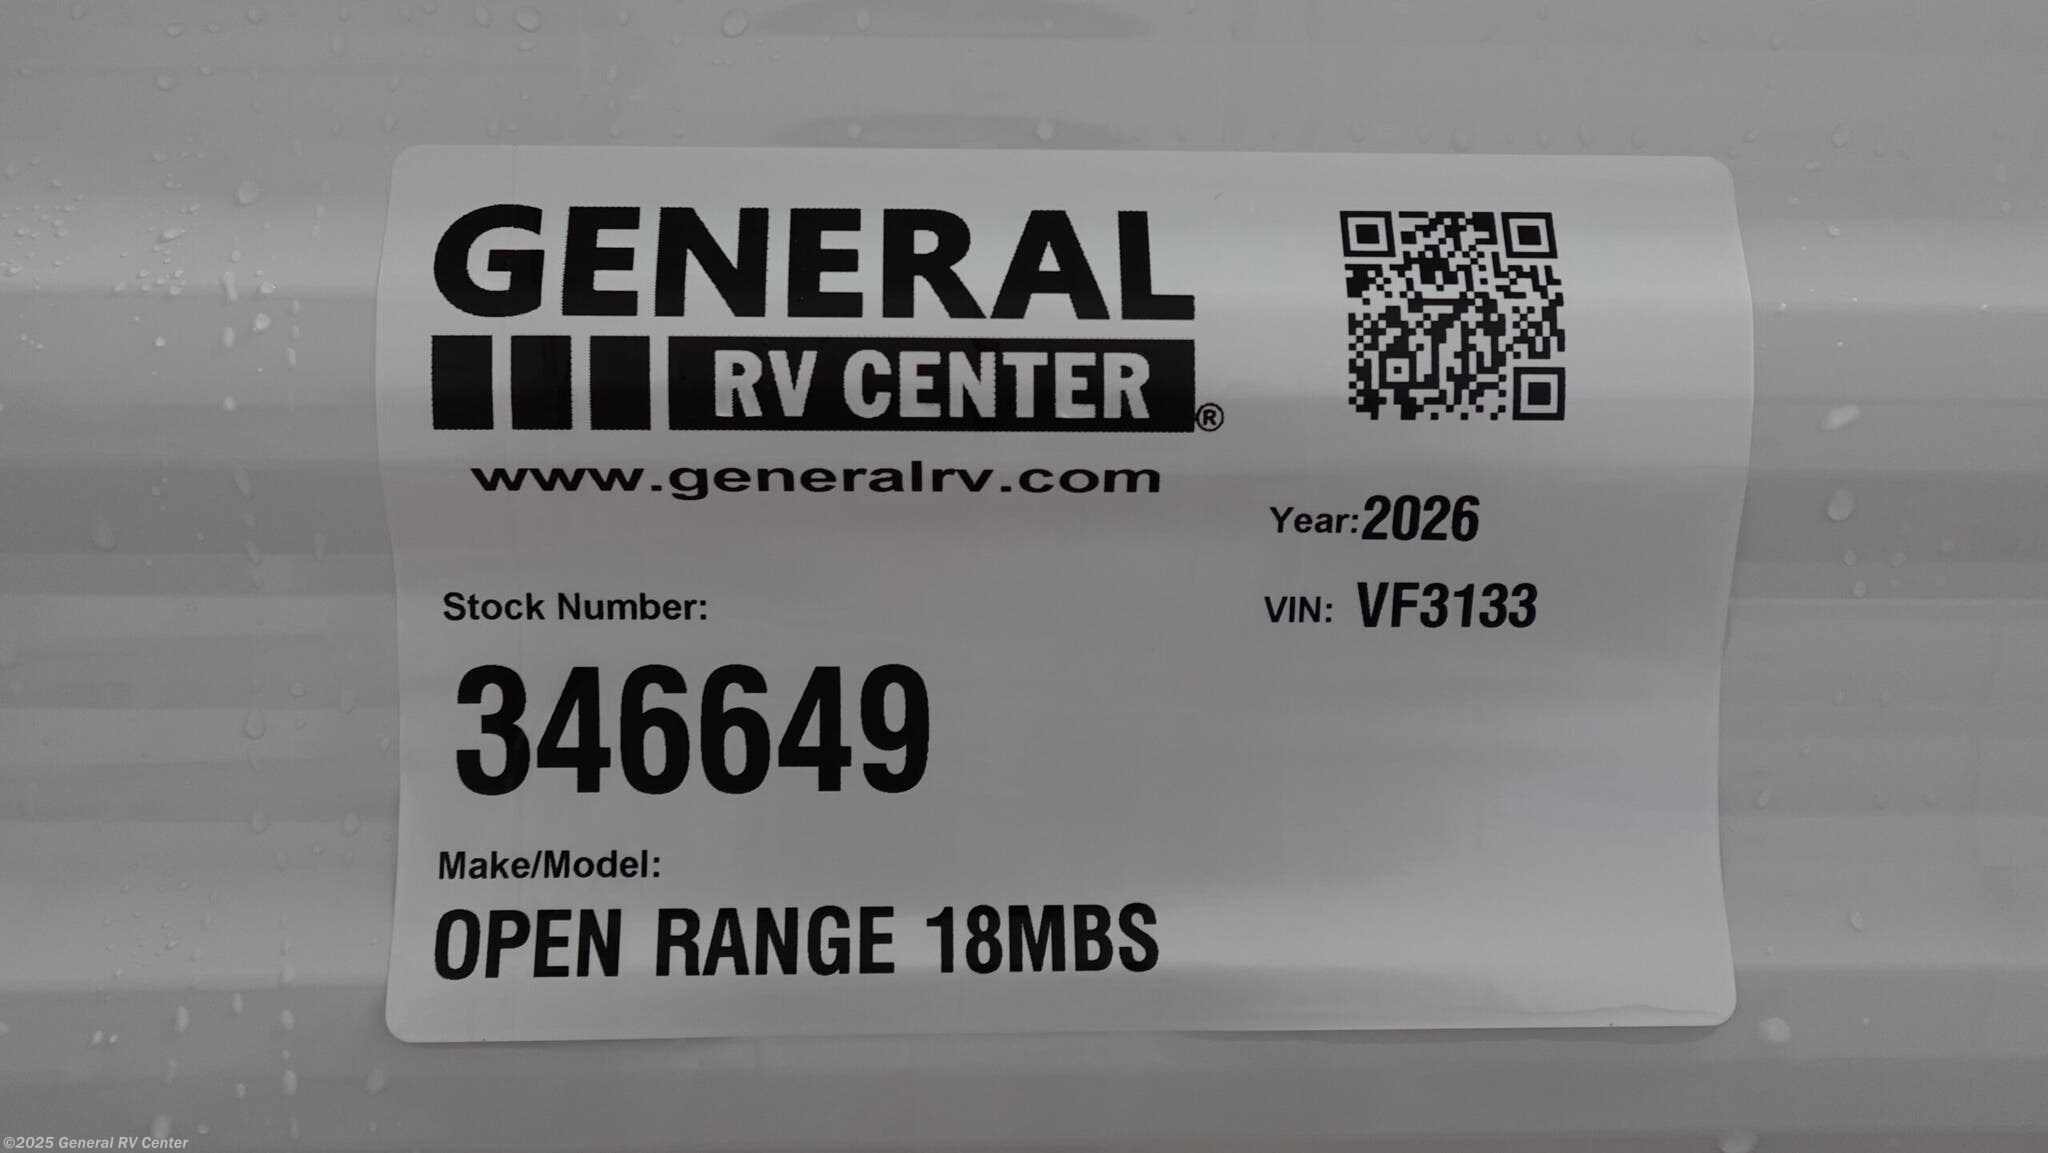 GENERAL
RV CENTER®
www.generalrv.com
Year: 2026
VIN: VF3133
Stock Number:
346649
Make/Model:
OPEN RANGE 18MBS
©2025 General RV Center